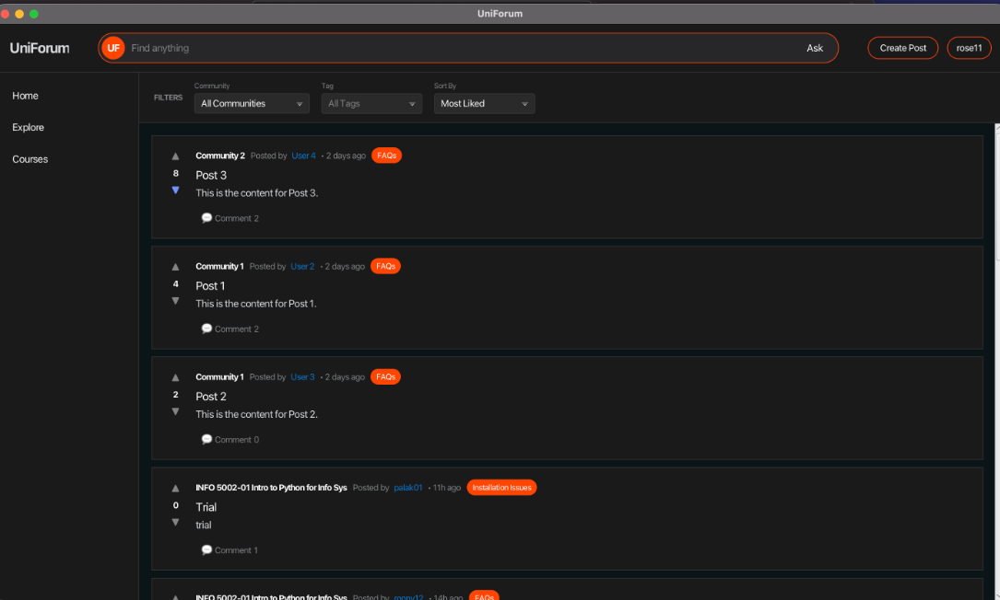 UniForum
UniForum
UF Find anything Ask
Create Post
rose11
Home
Explore
Courses
FILTERS
Community
All Communities
Tag
All Tags
Sort By
Most Liked
Community 2 Posted by User 4 • 2 days ago FAQs
8
Post 3
This is the content for Post 3.
Comment 2
Community 1 Posted by User 2 • 2 days ago FAQs
4
Post 1
This is the content for Post 1.
Comment 2
Community 1 Posted by User 3 • 2 days ago FAQs
2
Post 2
This is the content for Post 2.
Comment 0
INFO 5002-01 Intro to Python for Info Sys Posted by palak01 • 11h ago Installation Issues
0
Trial
trial
Comment 1
INFO 5002-01 Intro to Python for Info Sys Posted by roony12 • 14h ago FAQs